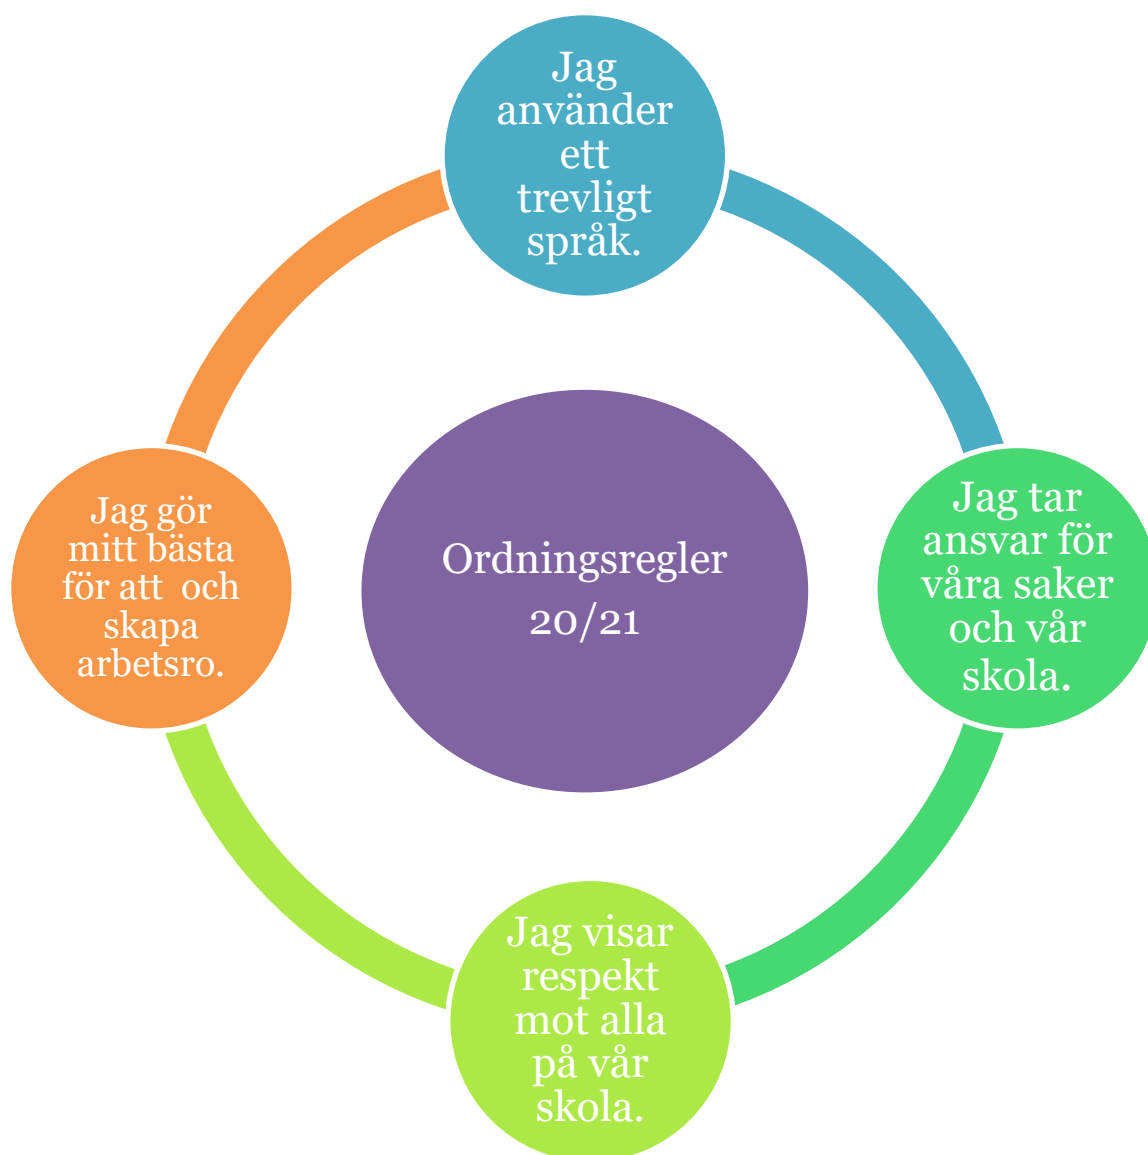 Jag
använder
ett
trevligt
språk.
Jag gör
mitt bästa
för att  och
skapa
arbetsro.
Ordningsregler
20/21
Jag tar
ansvar för
våra saker
och vår
skola.
Jag visar
respekt
mot alla
på vår
skola.